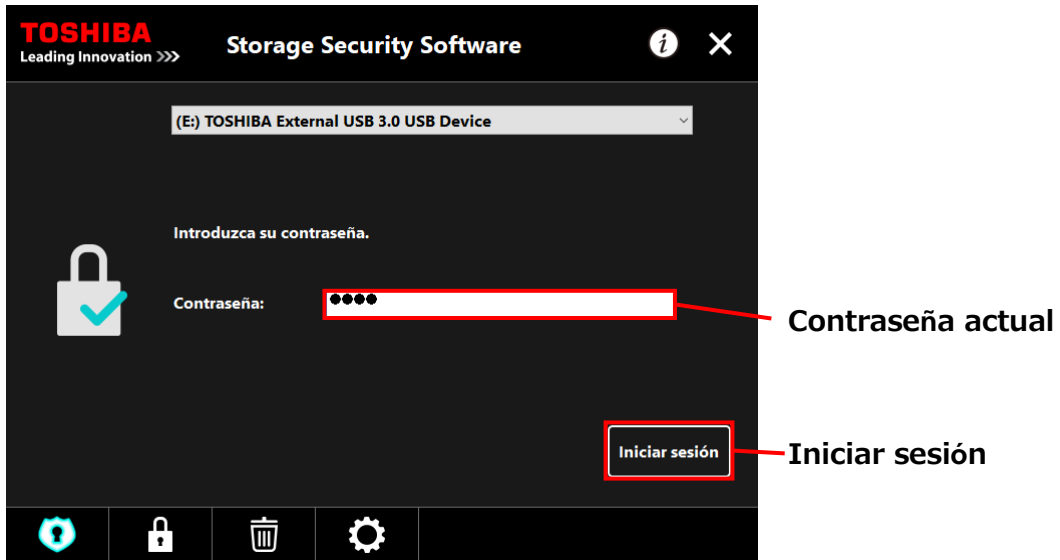 TOSHIBA
Leading Innovation >>>
Storage Security Software
(E:) TOSHIBA External USB 3.0 USB Device
Introduzca su contraseña.
Contraseña: ●●●●
Contraseña actual
Iniciar sesión
Iniciar sesión